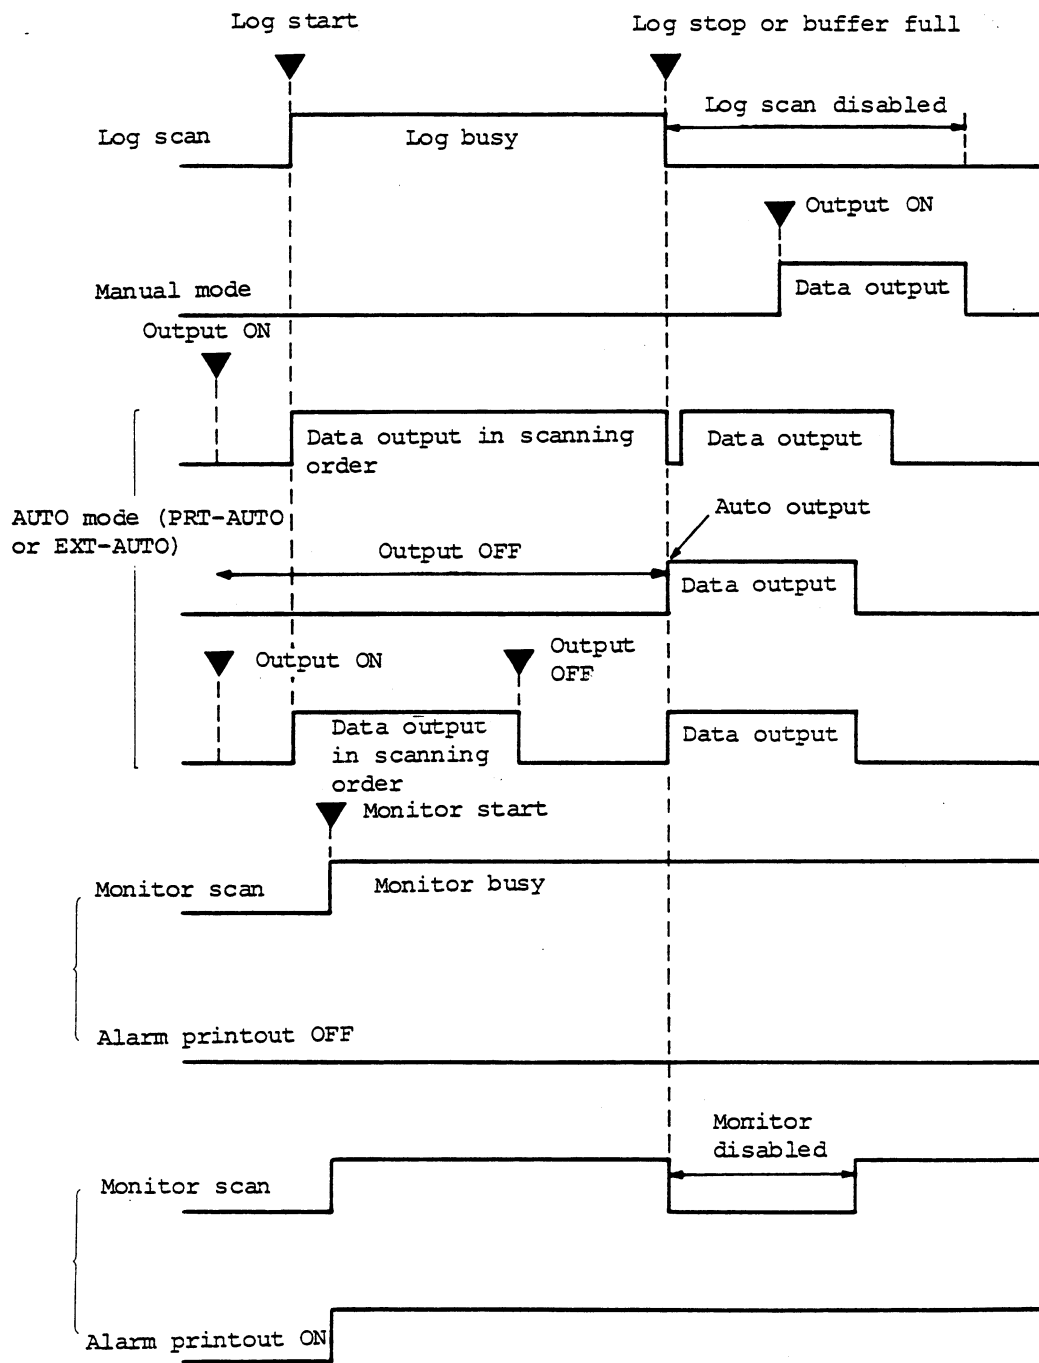 Log start
Log stop or buffer full
Log scan disabled
Log scan
Log busy
Output ON
Manual mode
Data output
Output ON
Data output in scanning
order
Data output
AUTO mode (PRT-AUTO
or EXT-AUTO)
Auto output
Output OFF
Data output
Output ON
Output
OFF
Data output
in scanning
order
Data output
Monitor start
Monitor scan
Monitor busy
Alarm printout OFF
Monitor
disabled
Monitor scan
Alarm printout ON